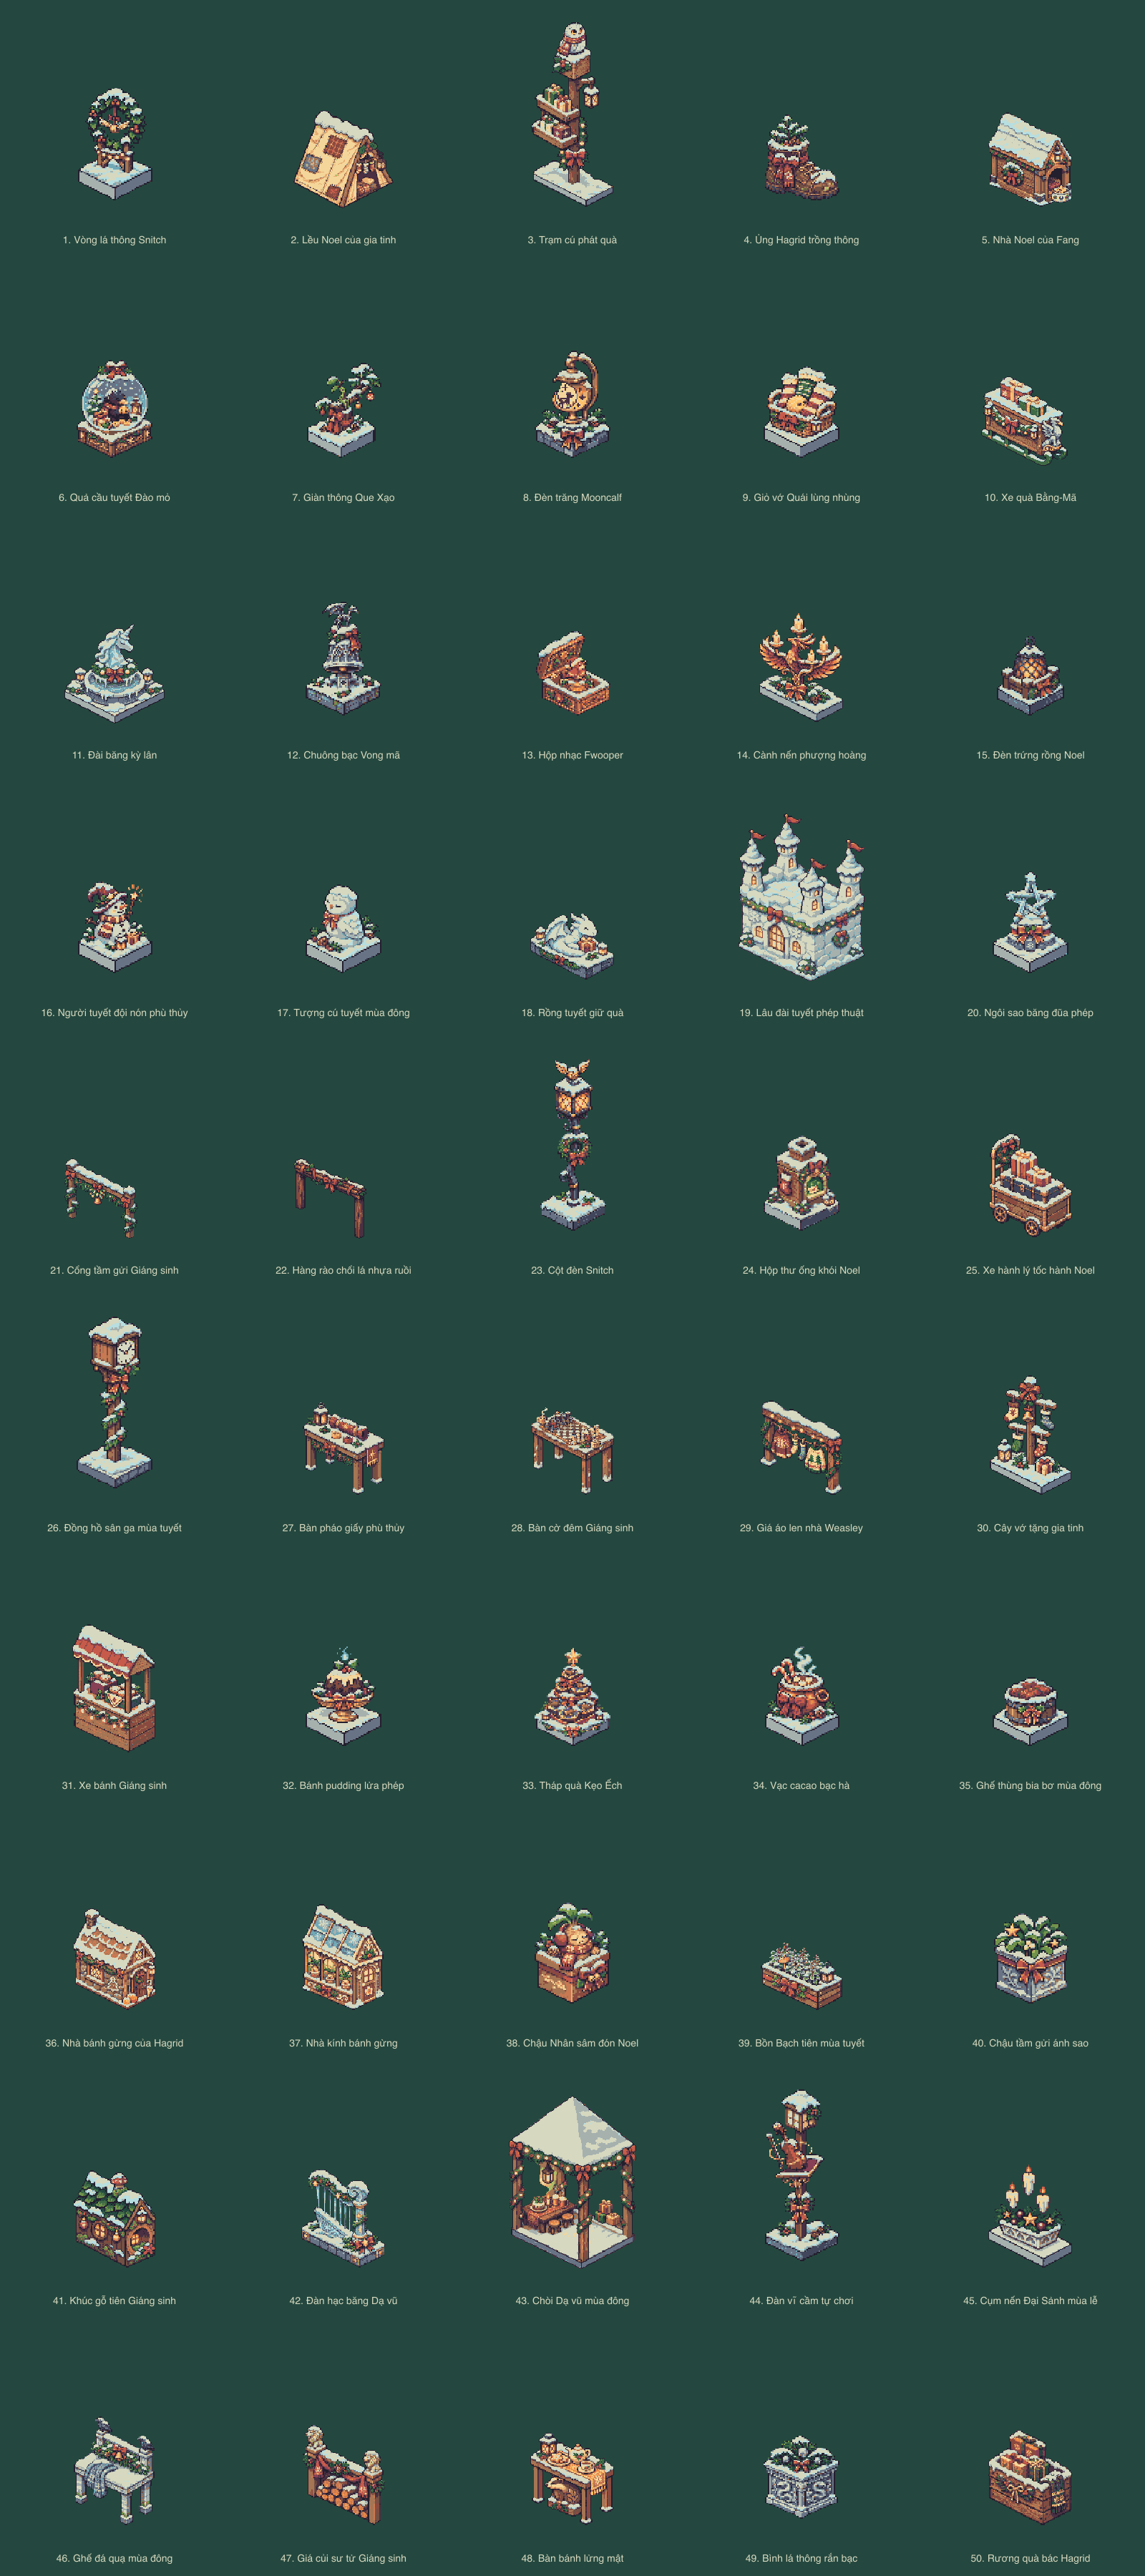 1. Vòng lá thông Snitch
2. Lều Noel của gia tinh
3. Trạm cú phát quà
4. Ủng Hagrid trồng thông
5. Nhà Noel của Fang
6. Quả cầu tuyết Đào mỏ
7. Giàn thông Que Xạo
8. Đèn trăng Mooncalf
9. Giỏ vớ Quái lùng nhùng
10. Xe quà Bằng-Mã
11. Đài băng kỳ lân
12. Chuông bạc Vong mã
13. Hộp nhạc Fwooper
14. Cành nến phượng hoàng
15. Đèn trứng rồng Noel
16. Người tuyết đội nón phù thủy
17. Tượng cú tuyết mùa đông
18. Rồng tuyết giữ quà
19. Lâu đài tuyết phép thuật
20. Ngôi sao băng đũa phép
21. Cổng tầm gửi Giáng sinh
22. Hàng rào chổi lá nhựa ruồi
23. Cột đèn Snitch
24. Hộp thư ống khói Noel
25. Xe hành lý tốc hành Noel
26. Đồng hồ sân ga mùa tuyết
27. Bàn pháo giấy phù thủy
28. Bàn cờ đêm Giáng sinh
29. Giá áo len nhà Weasley
30. Cây vớ tặng gia tinh
31. Xe bánh Giáng sinh
32. Bánh pudding lửa phép
33. Tháp quà Kẹo Ếch
34. Vạc cacao bạc hà
35. Ghế thùng bia bơ mùa đông
36. Nhà bánh gừng của Hagrid
37. Nhà kính bánh gừng
38. Chậu Nhân sâm đón Noel
39. Bồn Bạch tiên mùa tuyết
40. Chậu tầm gửi ánh sao
41. Khúc gỗ tiên Giáng sinh
42. Đàn hạc băng Dạ vũ
43. Chòi Dạ vũ mùa đông
44. Đàn vĩ cầm tự chơi
45. Cụm nến Đại Sảnh mùa lễ
46. Ghế đá quạ mùa đông
47. Giá củi sư tử Giáng sinh
48. Bàn bánh lửng mật
49. Bình lá thông rắn bạc
50. Rương quà bác Hagrid